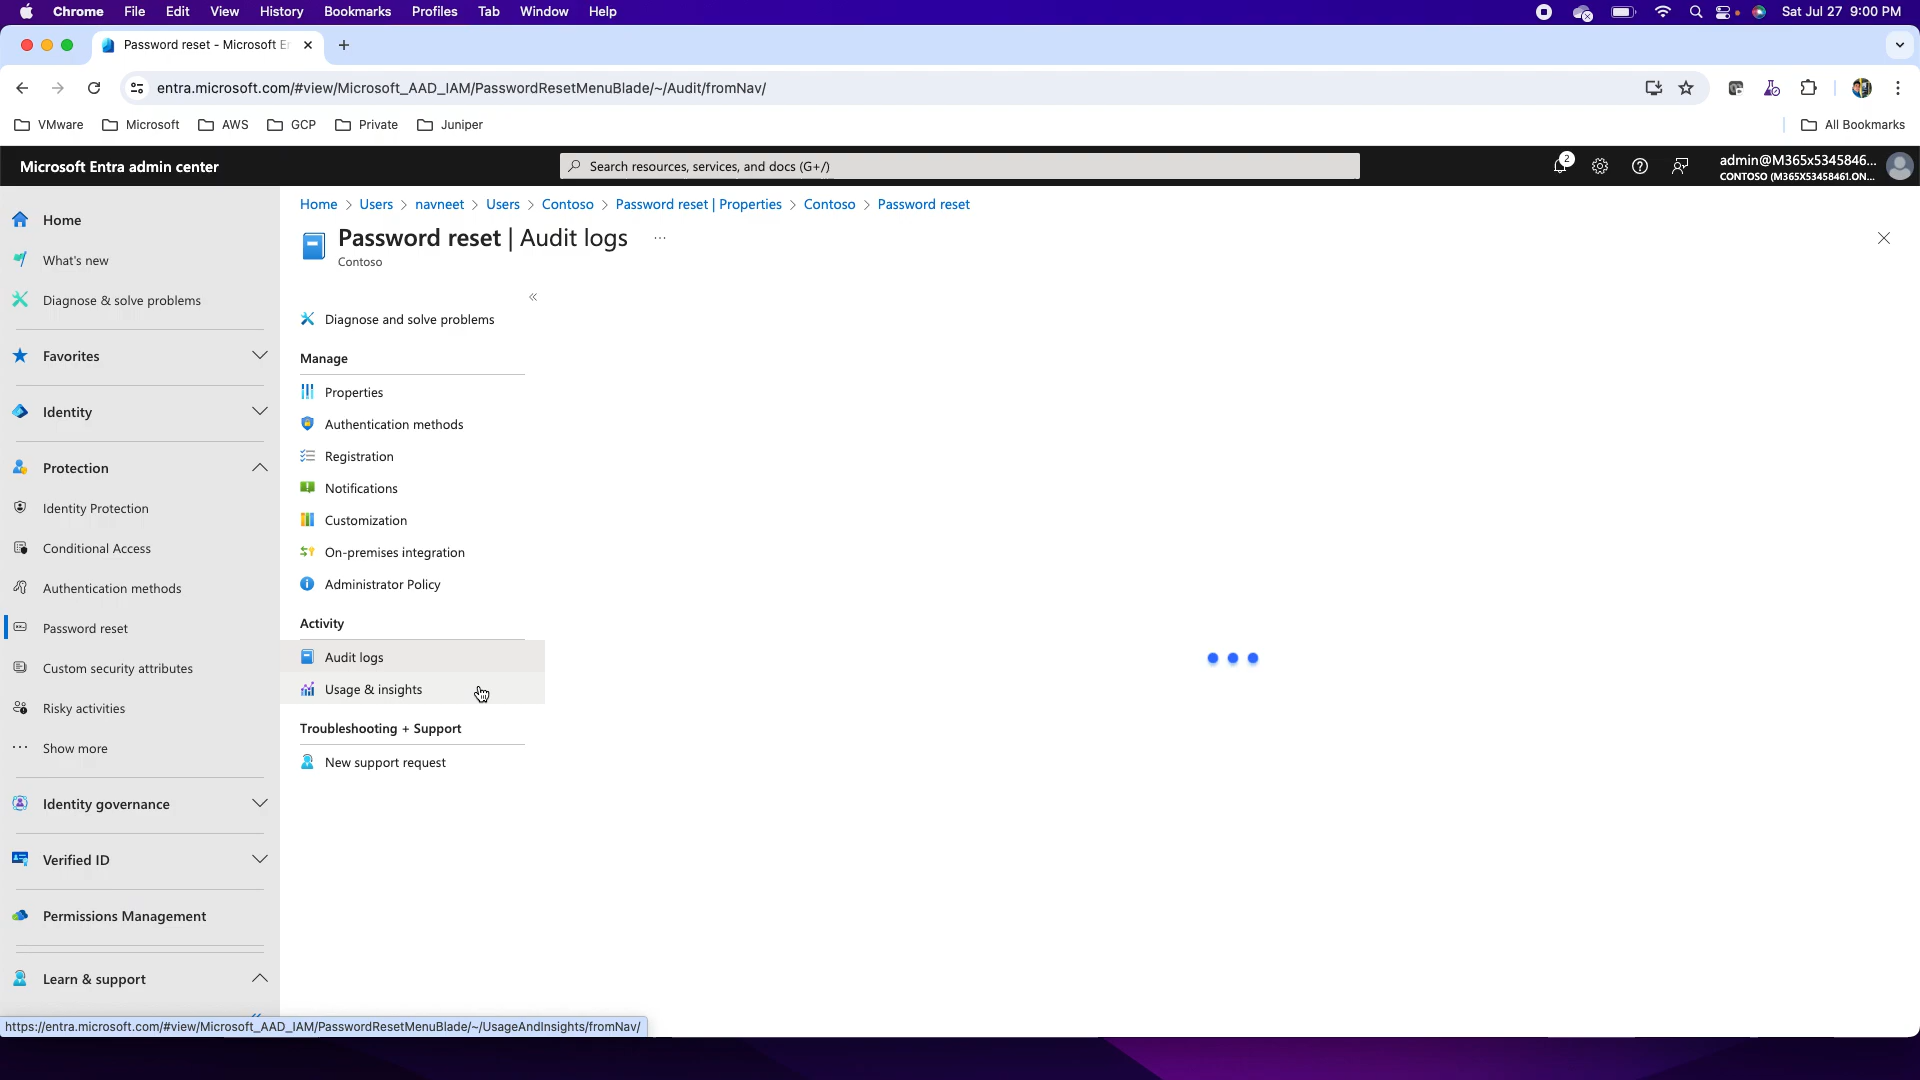 Chrome File Edit View History Bookmarks Profiles Tab Window Help Sat Jul 27 9:00 PM
Password reset - Microsoft E
entra.microsoft.com/#view/Microsoft_AAD_IAM/PasswordResetMenuBlade/~/Audit/fromNav/
VMware Microsoft AWS GCP Private Juniper All Bookmarks
Microsoft Entra admin center
Search resources, services, and docs (G+/)
2
admin@M365x5345846...
CONTOSO (M365X53458461.ON...
Home > Users > navneet > Users > Contoso > Password reset | Properties > Contoso > Password reset
Password reset | Audit logs ...
Contoso
Home
What's new
Diagnose & solve problems
Favorites
Identity
Protection
Identity Protection
Conditional Access
Authentication methods
Password reset
Custom security attributes
Risky activities
Show more
Identity governance
Verified ID
Permissions Management
Learn & support
Diagnose and solve problems
Manage
Properties
Authentication methods
Registration
Notifications
Customization
On-premises integration
Administrator Policy
Activity
Audit logs
Usage & insights
Troubleshooting + Support
New support request
https://entra.microsoft.com/#view/Microsoft_AAD_IAM/PasswordResetMenuBlade/~/UsageAndInsights/fromNav/